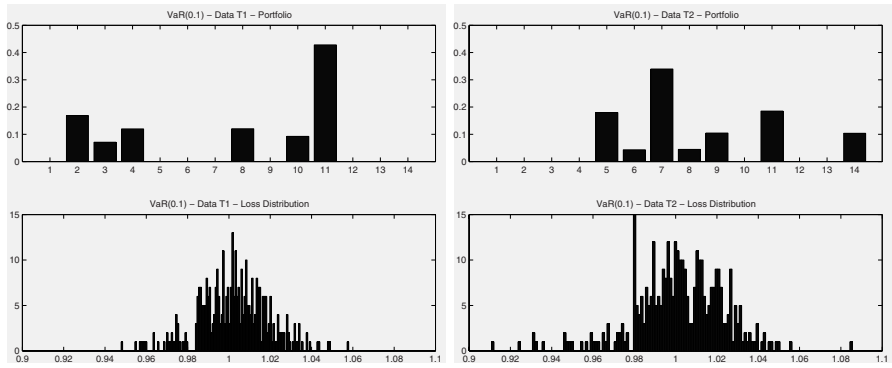 VaR(0.1) − Data T1 − Portfolio
0.5
0.4
0.3
0.2
0.1
0
1 2 3 4 5 6 7 8 9 10 11 12 13 14
VaR(0.1) − Data T2 − Portfolio
0.5
0.4
0.3
0.2
0.1
0
1 2 3 4 5 6 7 8 9 10 11 12 13 14
VaR(0.1) − Data T1 − Loss Distribution
15
10
5
0
0.9 0.92 0.94 0.96 0.98 1 1.02 1.04 1.06 1.08 1.1
VaR(0.1) − Data T2 − Loss Distribution
15
10
5
0
0.9 0.92 0.94 0.96 0.98 1 1.02 1.04 1.06 1.08 1.1